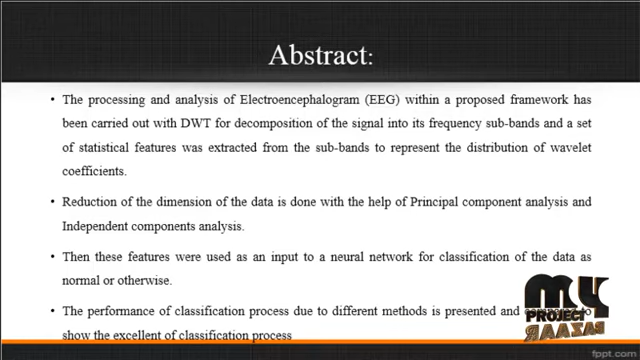 Abstract:
• The processing and analysis of Electroencephalogram (EEG) within a proposed framework has
been carried out with DWT for decomposition of the signal into its frequency sub-bands and a set
of statistical features was extracted from the sub-bands to represent the distribution of wavelet
coefficients.
• Reduction of the dimension of the data is done with the help of Principal component analysis and
Independent components analysis.
• Then these features were used as an input to a neural network for classification of the data as
normal or otherwise.
• The performance of classification process due to different methods is presented and compared to
show the excellent of classification process
MY
PROJECT
BAZAAR
fppt.com